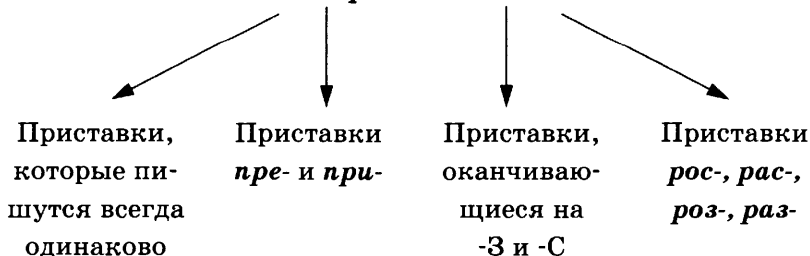 Приставки,
которые пи-
шутся всегда
одинаково
Приставки
пре- и при-
Приставки,
оканчиваю-
щиеся на
-З и -С
Приставки
рос-, рас-,
роз-, раз-